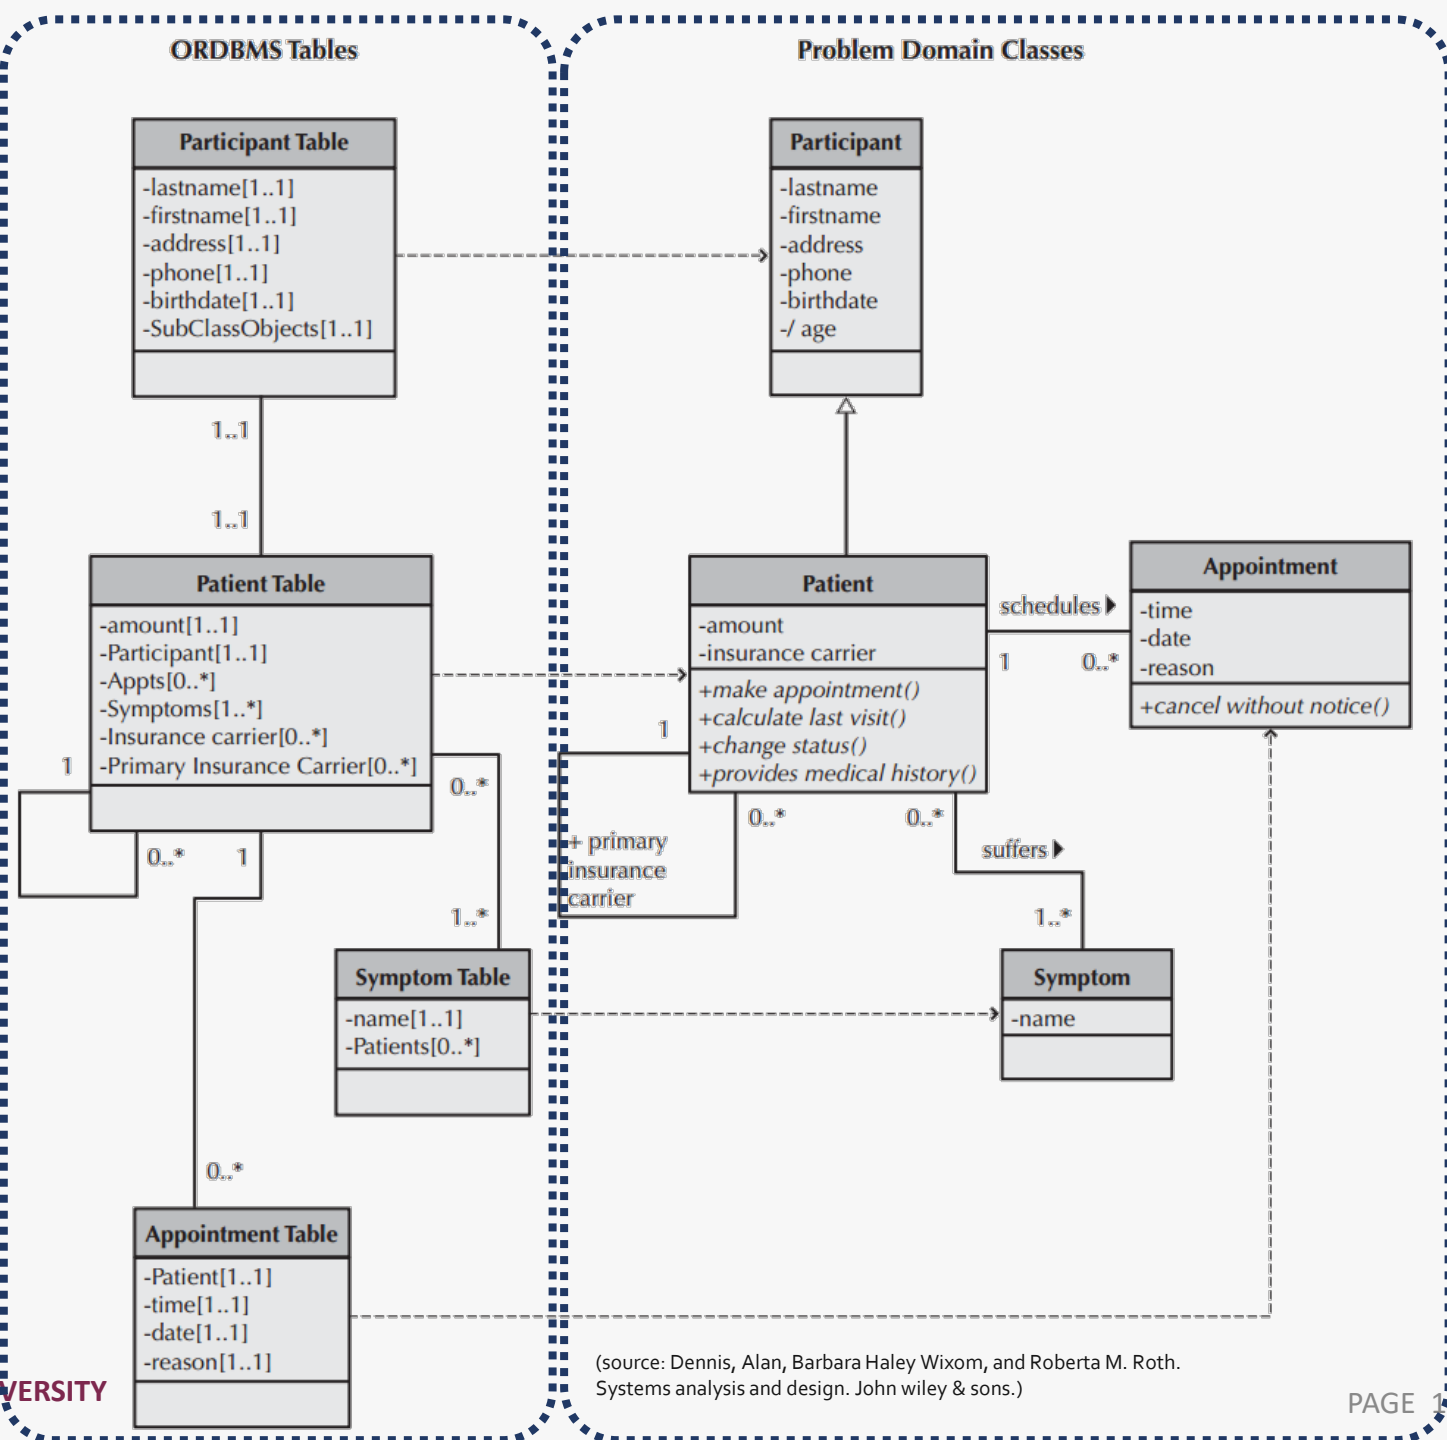 ORDBMS Tables
Participant Table
-lastname[1..1]
-firstname[1..1]
-address[1..1]
-phone[1..1]
-birthdate[1..1]
-SubClassObjects[1..1]
1..1
1..1
Patient Table
-amount[1..1]
-Participant[1..1]
-Appts[0..*]
-Symptoms[1..*]
-Insurance carrier[0..*]
-Primary Insurance Carrier[0..*]
1
0..*
1
0..*
1..*
Symptom Table
-name[1..1]
-Patients[0..*]
0..*
Appointment Table
-Patient[1..1]
-time[1..1]
-date[1..1]
-reason[1..1]
Problem Domain Classes
Participant
-lastname
-firstname
-address
-phone
-birthdate
-/ age
Patient
-amount
-insurance carrier
+make appointment()
+calculate last visit()
+change status()
+provides medical history()
schedules
1
0..*
Appointment
-time
-date
-reason
+cancel without notice()
1
+ primary
insurance
carrier
0..*
0..*
suffers
1..*
Symptom
-name
(source: Dennis, Alan, Barbara Haley Wixom, and Roberta M. Roth.
Systems analysis and design. John wiley & sons.)
VERSITY
PAGE 1